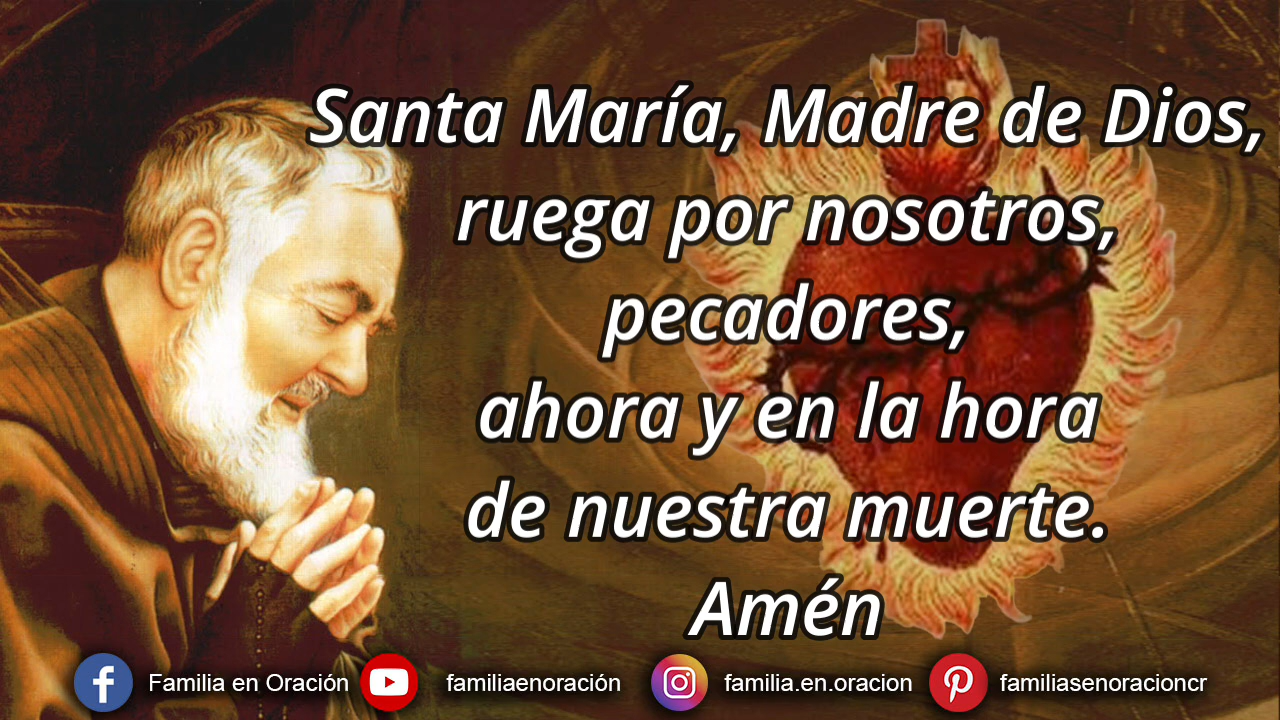 Santa María, Madre de Dios,
ruega por nosotros,
pecadores,
ahora y en la hora
de nuestra muerte.
Amén
Familia en Oración familiaenoración familia.en.oracion familiasenoracioncr